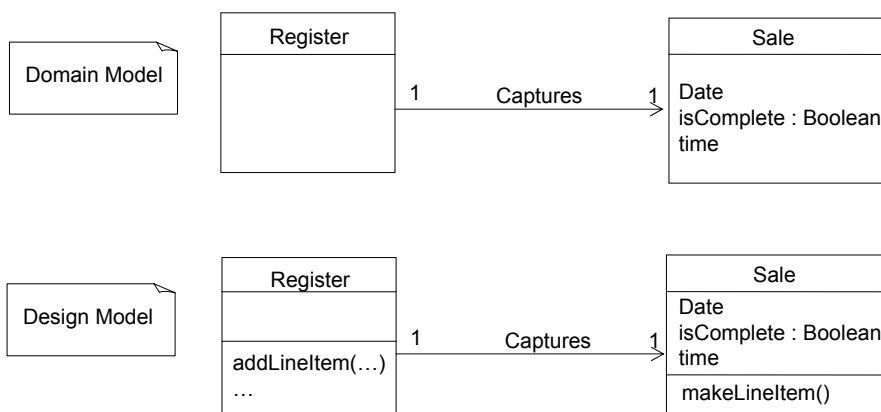 Domain Model
Register
1 Captures 1
Sale
Date
isComplete : Boolean
time
Design Model
Register
addLineItem(…)
…
1 Captures 1
Sale
Date
isComplete : Boolean
time
makeLineItem()